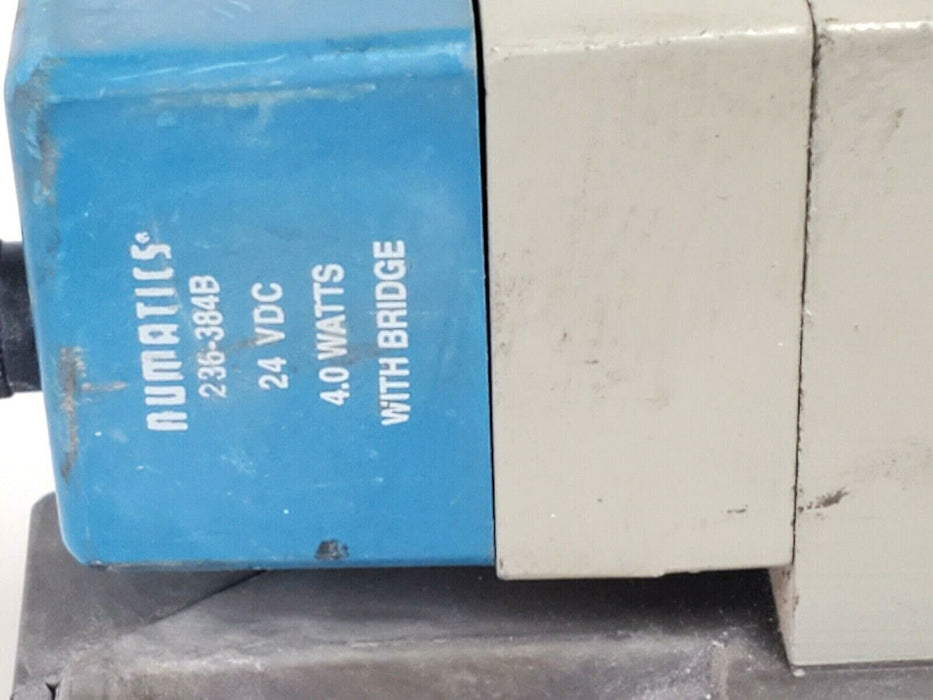 NUMATICS®
236-384B
24 VDC
4.0 WATTS
WITH BRIDGE